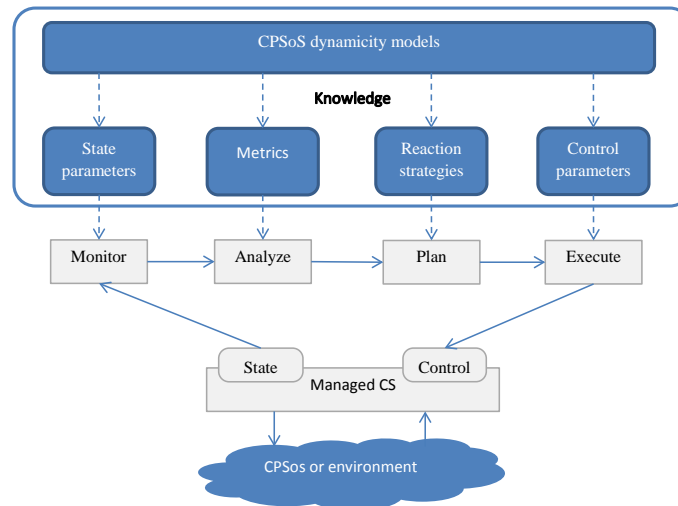 CPSoS dynamicity models
Knowledge
State
parameters
Metrics
Reaction
strategies
Control
parameters
Monitor
Analyze
Plan
Execute
State
Control
Managed CS
CPSos or environment